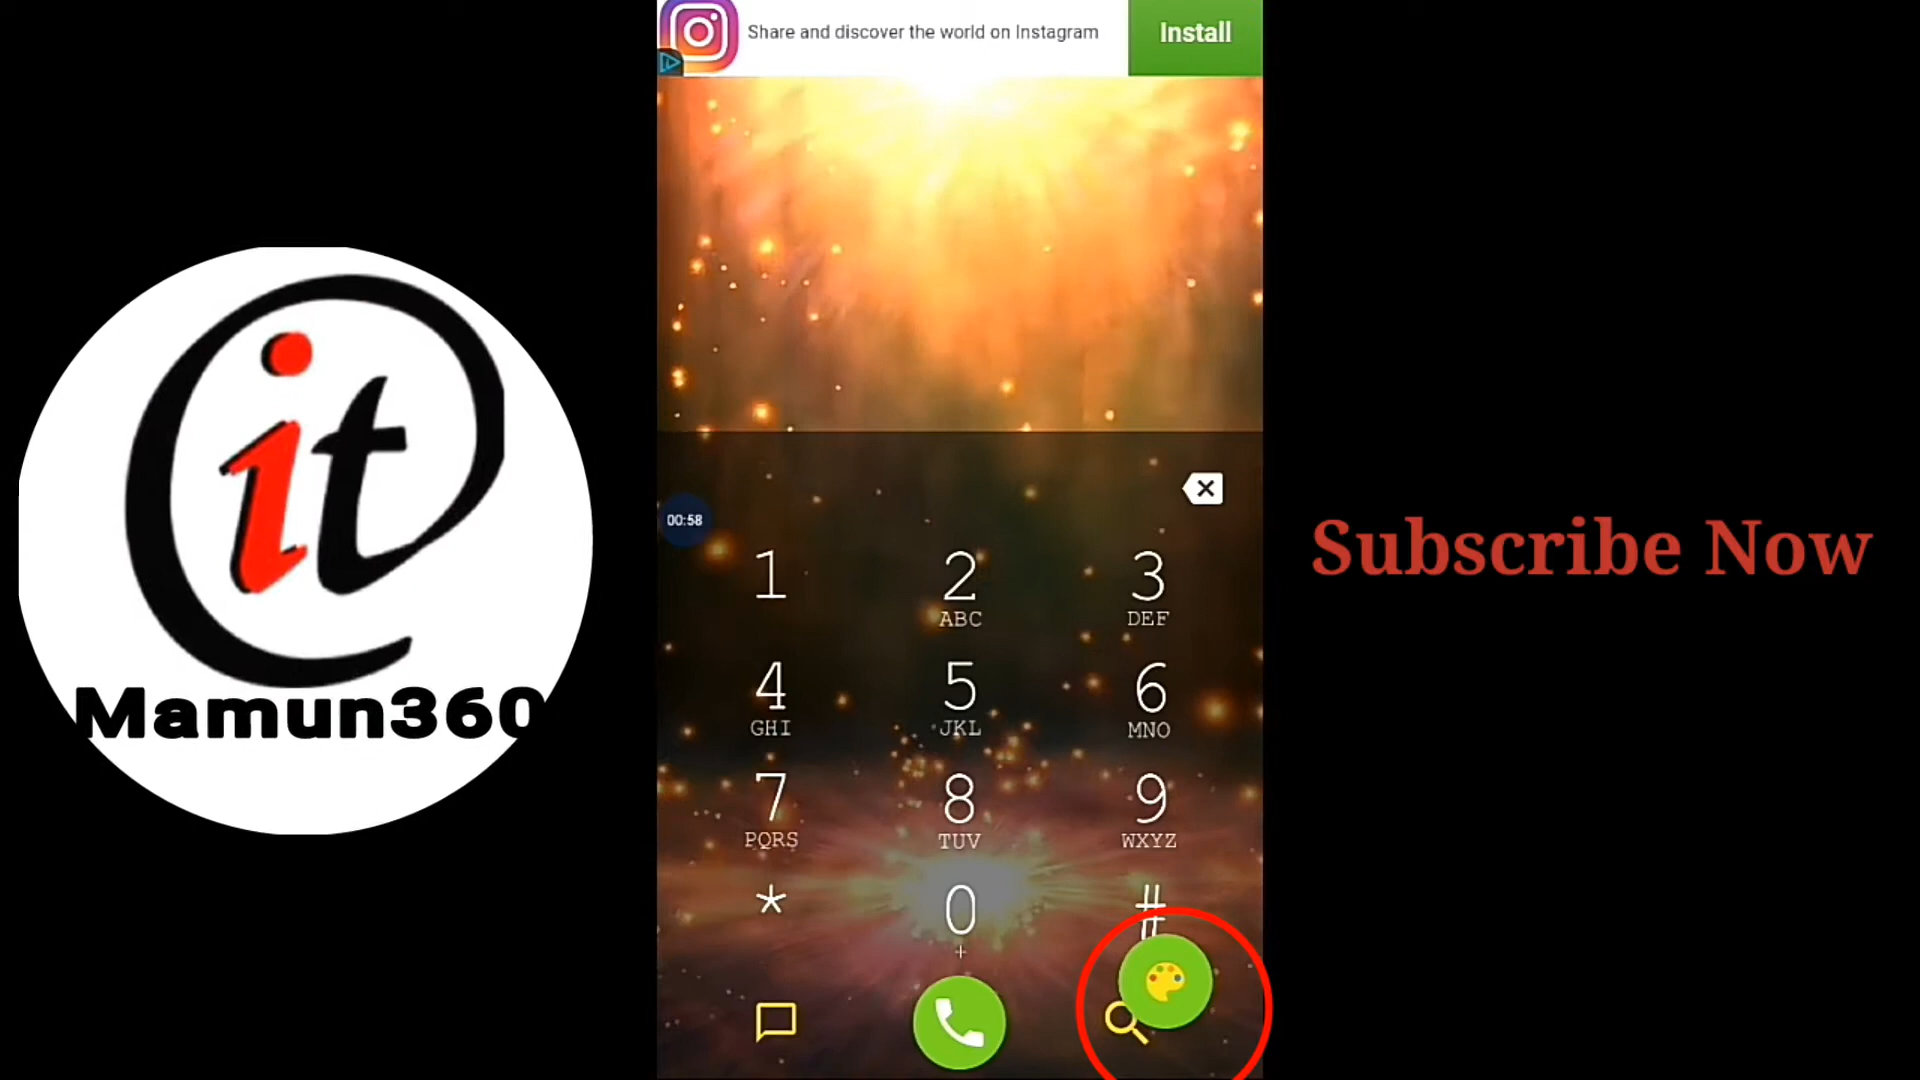 Share and discover the world on Instagram
Install
00:58
1
2
3
ABC
DEF
4
5
6
GHI
JKL
MNO
7
8
9
PQRS
TUV
WXYZ
*
0
#
+
it
Mamun360
Subscribe Now